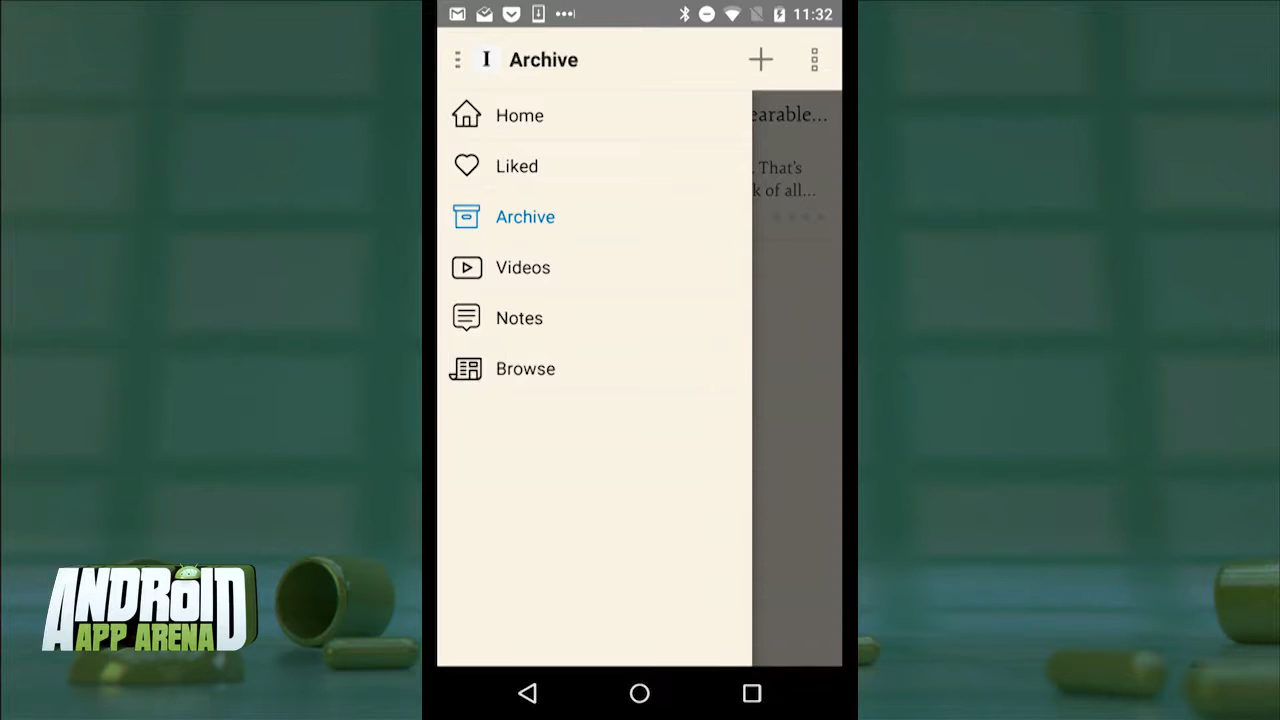 11:32
I Archive
Home
earable...
Liked
. That's
k of all...
Archive
Videos
Notes
Browse
ANDROID
APP ARENA